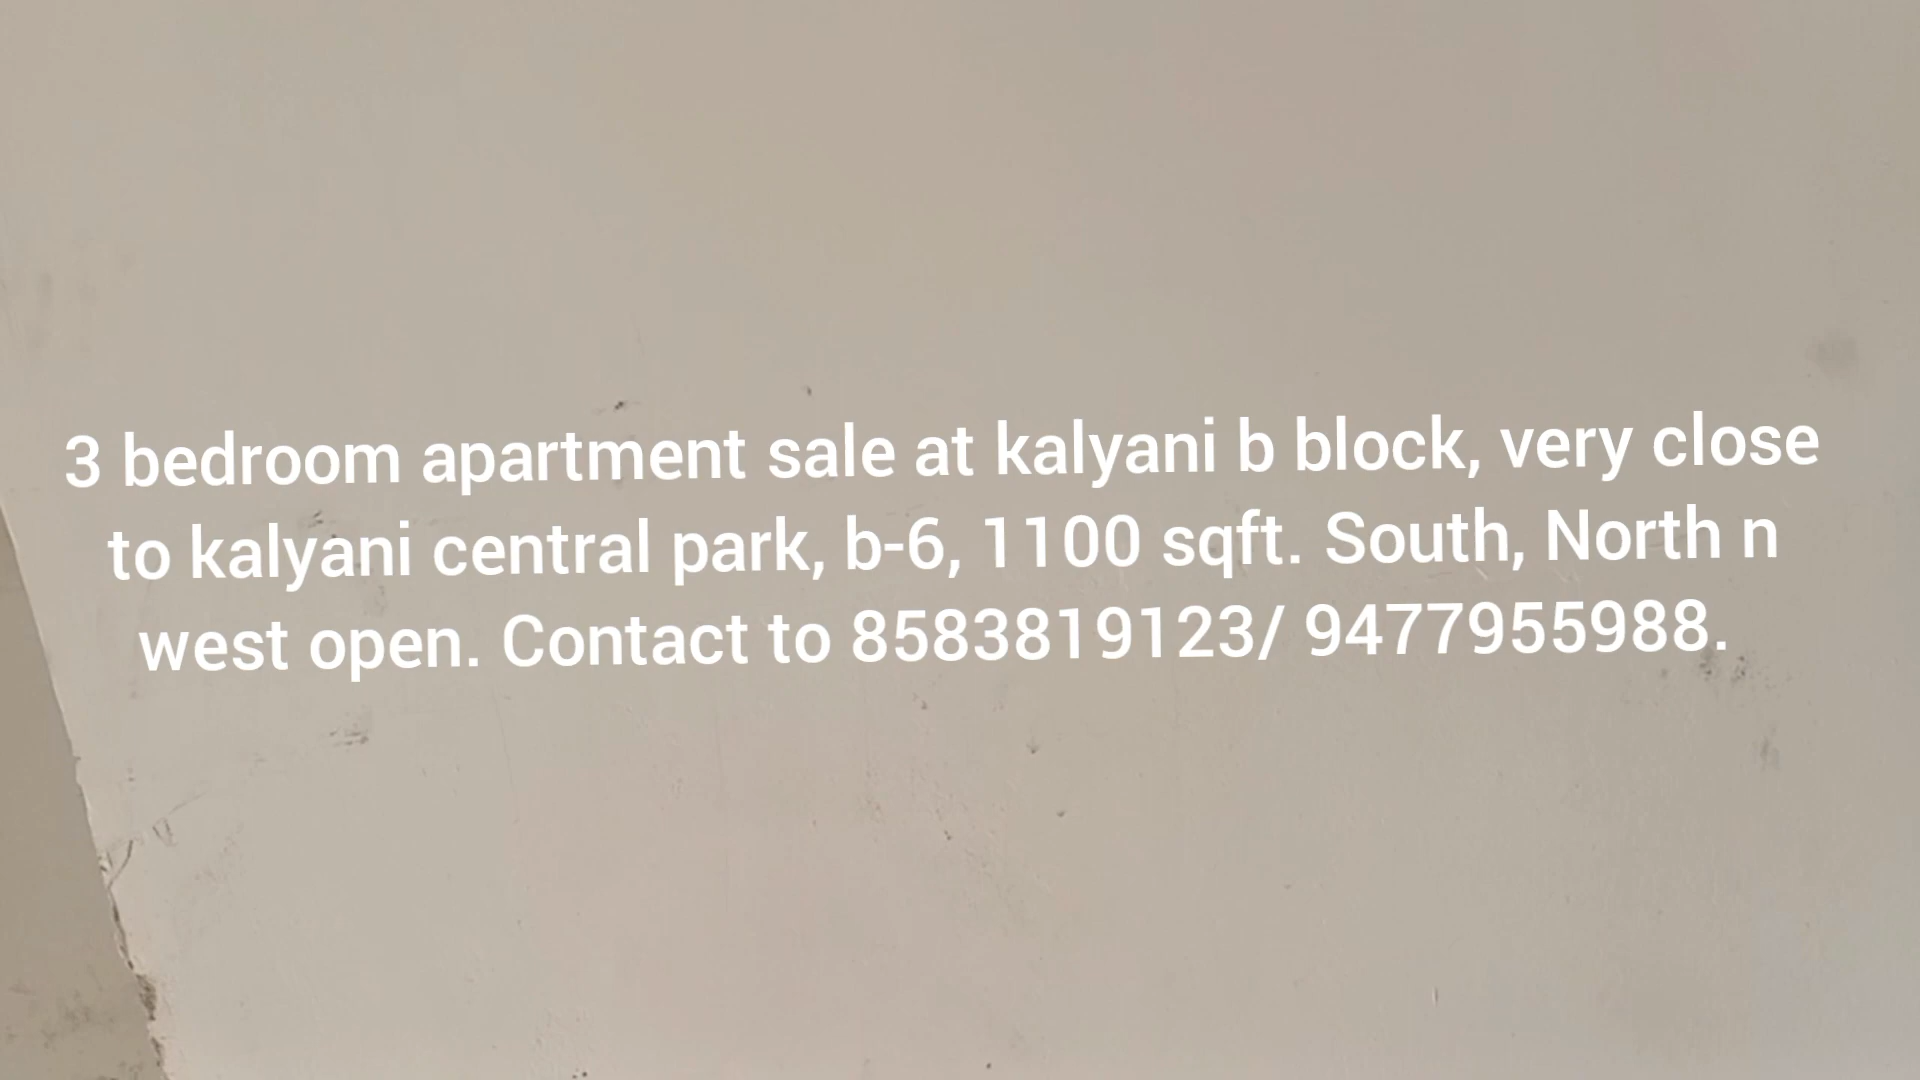 3 bedroom apartment sale at kalyani b block, very close
to kalyani central park, b-6, 1100 sqft. South, North n
west open. Contact to 8583819123/ 9477955988.